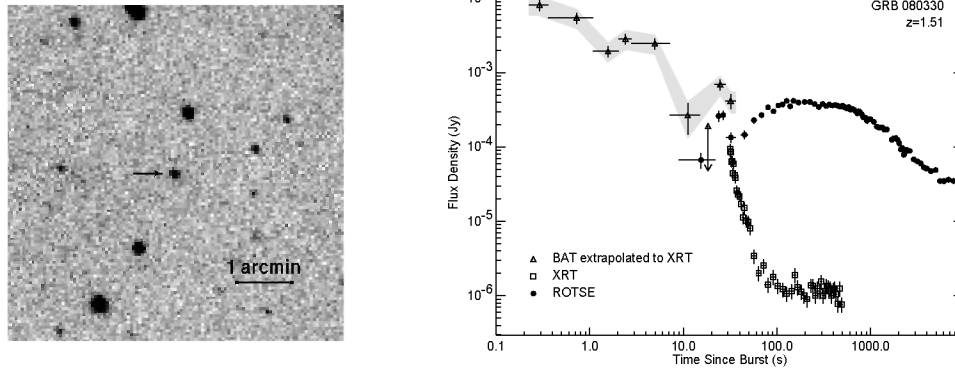 1 arcmin
GRB 080330
z=1.51
10⁻³
10⁻⁴
10⁻⁵
10⁻⁶
Flux Density (Jy)
BAT extrapolated to XRT
XRT
ROTSE
0.1 1.0 10.0 100.0 1000.0
Time Since Burst (s)